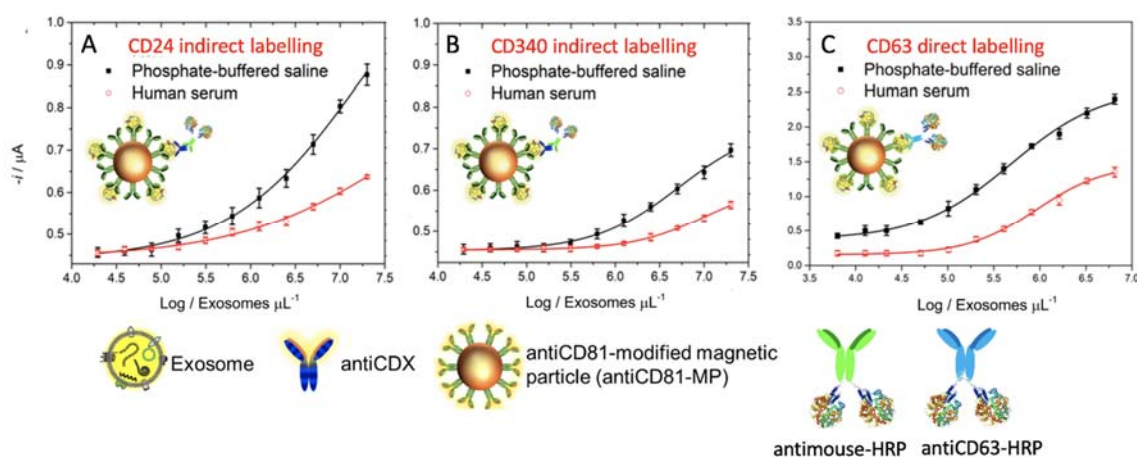 A
CD24 indirect labelling
Phosphate-buffered saline
Human serum
-i / µA
1.0
0.9
0.8
0.7
0.6
0.5
4.0 4.5 5.0 5.5 6.0 6.5 7.0 7.5
Log / Exosomes µL⁻¹
B
CD340 indirect labelling
Phosphate-buffered saline
Human serum
1.0
0.9
0.8
0.7
0.6
0.5
4.0 4.5 5.0 5.5 6.0 6.5 7.0 7.5
Log / Exosomes µL⁻¹
C
CD63 direct labelling
Phosphate-buffered saline
Human serum
3.5
3.0
2.5
2.0
1.5
1.0
0.5
0.0
3.5 4.0 4.5 5.0 5.5 6.0 6.5 7.0
Log / Exosomes µL⁻¹
Exosome
antiCDX
antiCD81-modified magnetic
particle (antiCD81-MP)
antimouse-HRP
antiCD63-HRP